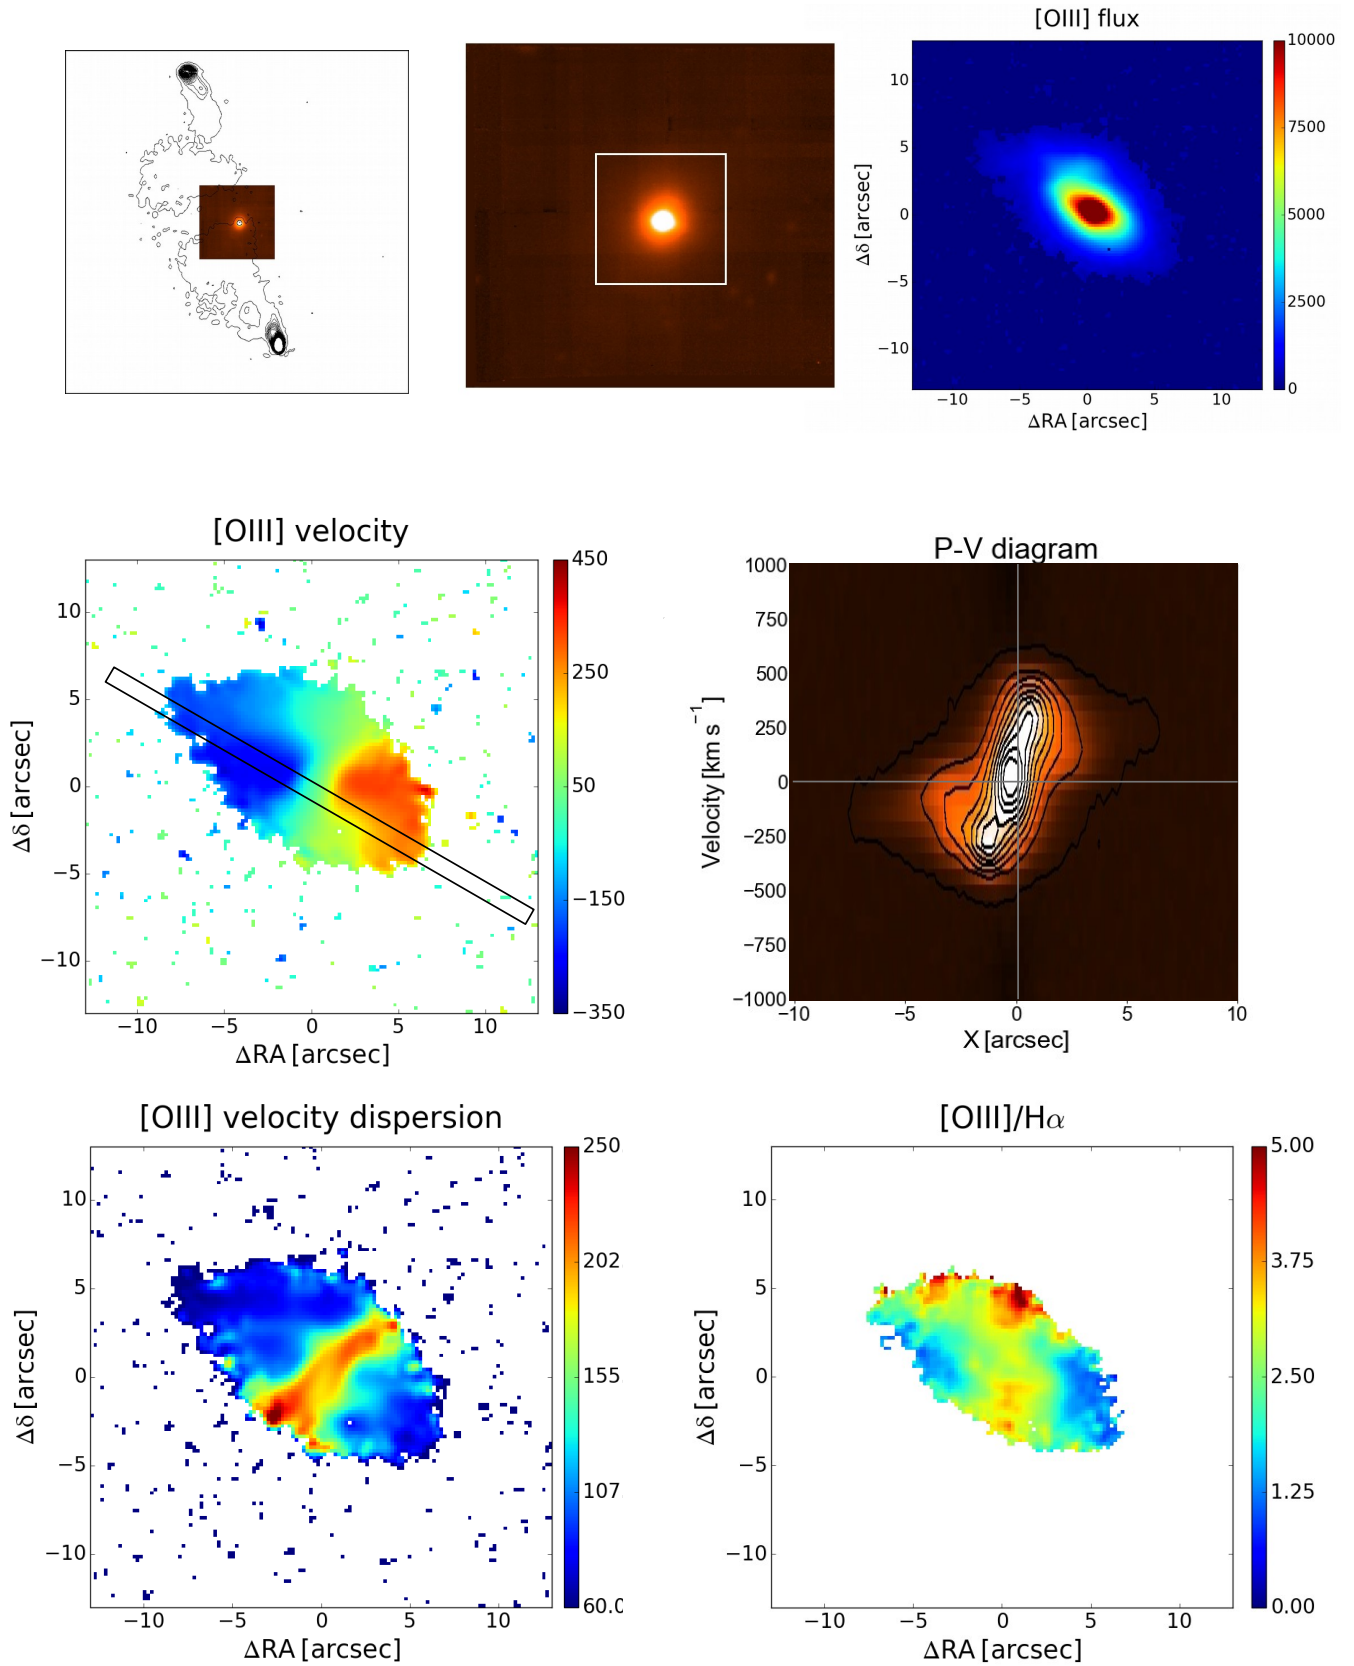 [OIII] flux
10
5
0
−5
−10
Δδ [arcsec]
−10 −5 0 5 10
ΔRA [arcsec]
10000
7500
5000
2500
0
[OIII] velocity
10
5
0
−5
−10
Δδ [arcsec]
−10 −5 0 5 10
ΔRA [arcsec]
450
250
50
−150
−350
P-V diagram
1000
750
500
250
0
−250
−500
−750
−1000
Velocity [km s⁻¹]
−10 −5 0 5 10
X [arcsec]
[OIII] velocity dispersion
10
5
0
−5
−10
Δδ [arcsec]
−10 −5 0 5 10
ΔRA [arcsec]
250
202
155
107
60.0
[OIII]/Hα
10
5
0
−5
−10
Δδ [arcsec]
−10 −5 0 5 10
ΔRA [arcsec]
5.00
3.75
2.50
1.25
0.00